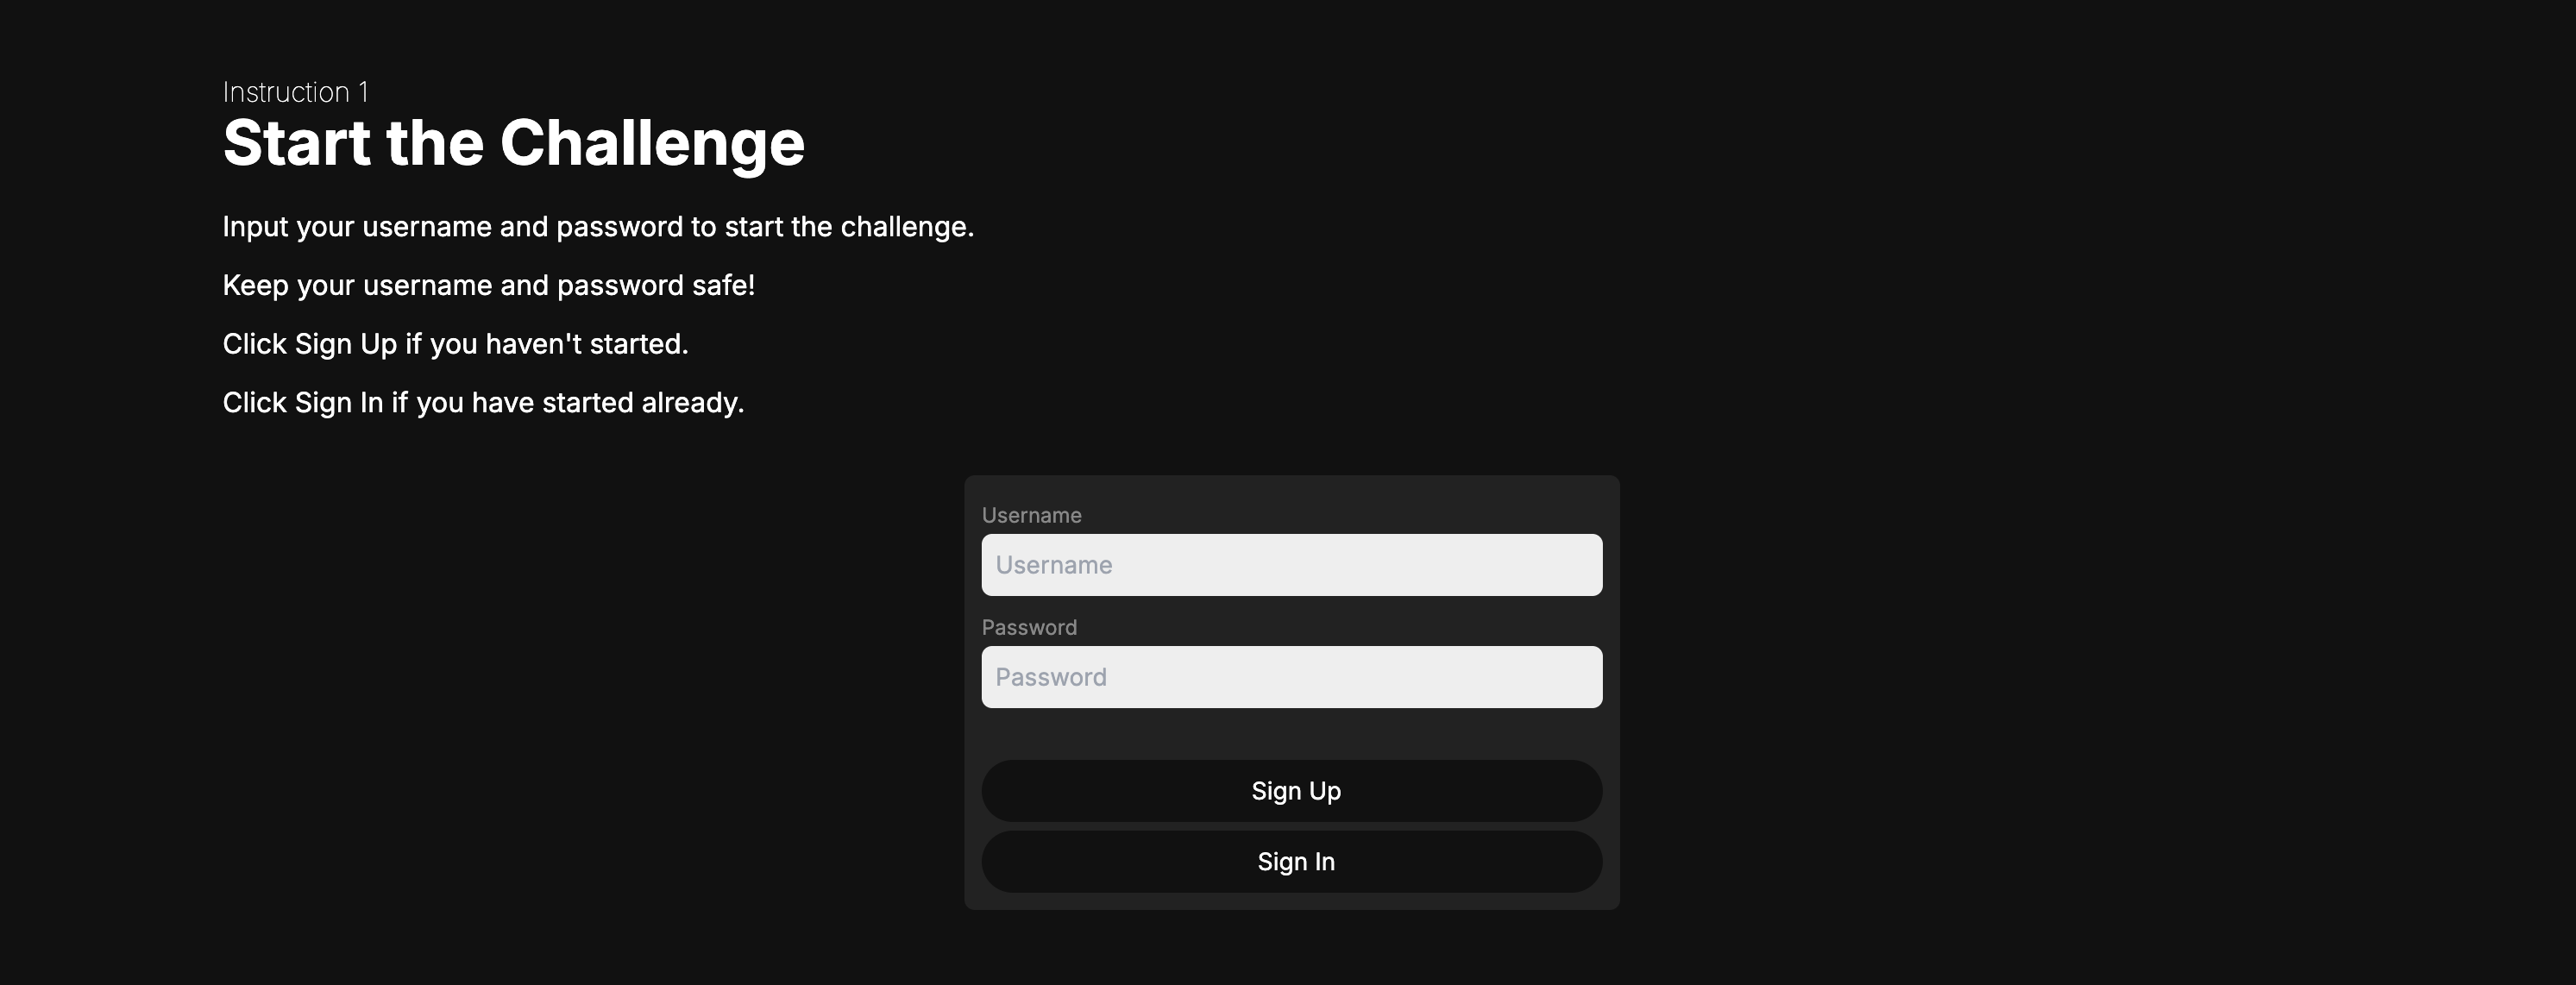 Instruction 1
Start the Challenge
Input your username and password to start the challenge.
Keep your username and password safe!
Click Sign Up if you haven't started.
Click Sign In if you have started already.
Username
Username
Password
Password
Sign Up
Sign In